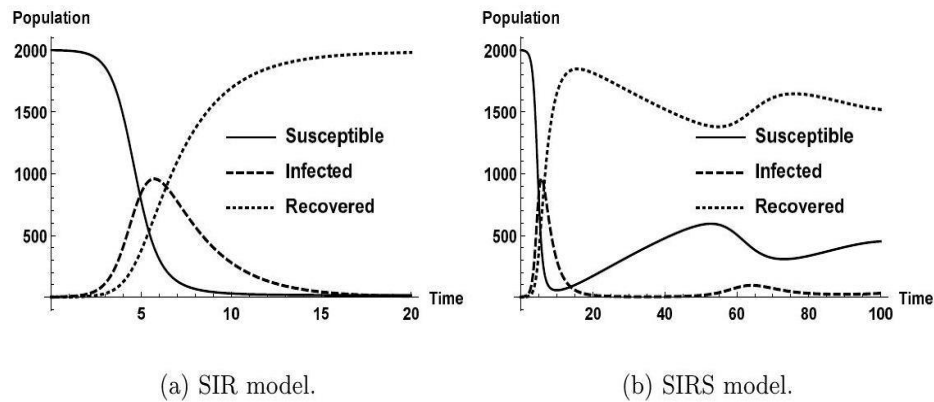 Population
2000
1500
1000
500
Susceptible
Infected
Recovered
5
10
15
20
Time
(a) SIR model.
Population
2000
1500
1000
500
Susceptible
Infected
Recovered
20
40
60
80
100
Time
(b) SIRS model.